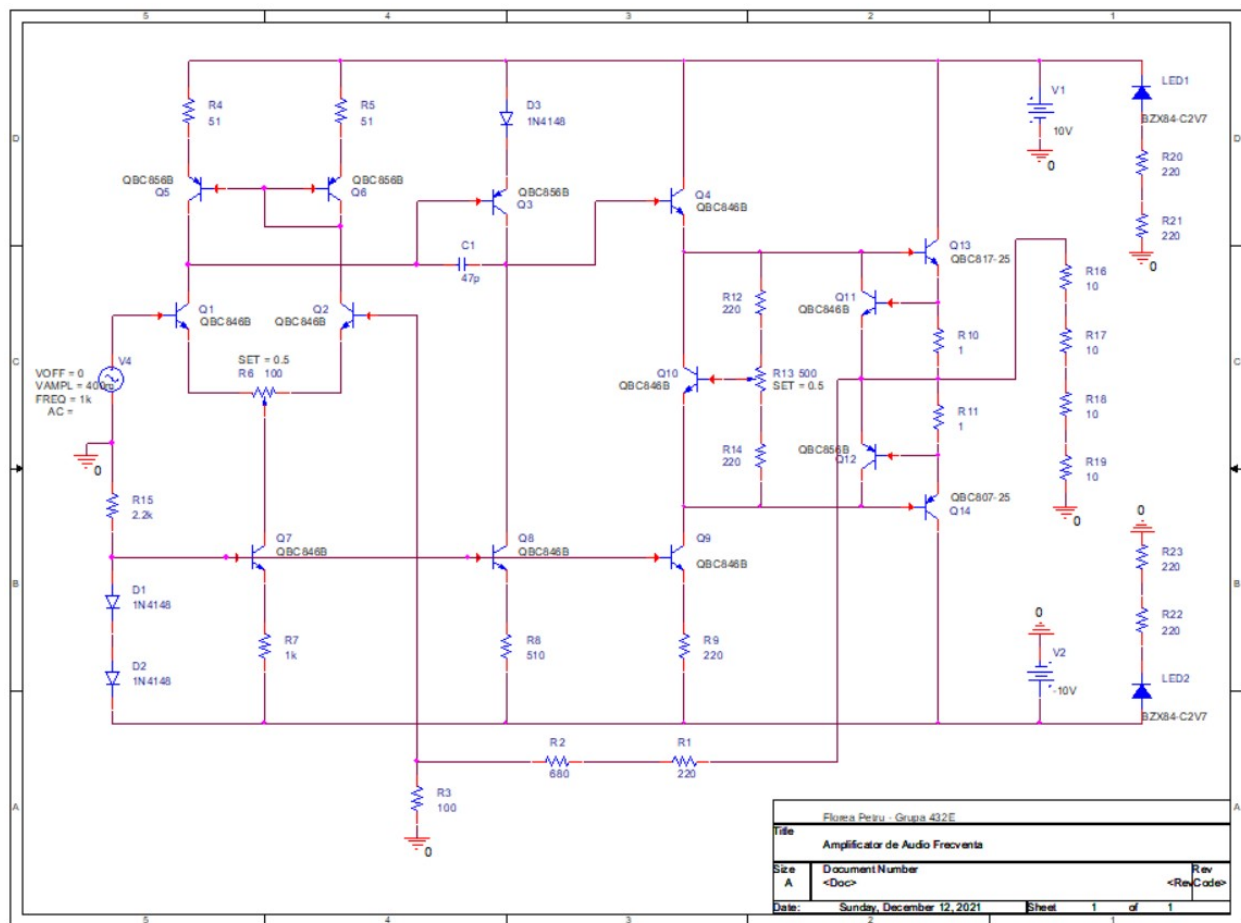 5 4 3 2 1
D
C
B
A
R4
51
R5
51
D3
1N4148
QBC856B
Q5
QBC856B
Q6
QBC856B
Q3
Q4
QBC846B
V1
10V
0
LED1
BZX84-C2V7
R20
220
R21
220
0
C1
47p
Q13
QBC817-25
Q1
QBC846B
Q2
QBC846B
R12
220
Q11
QBC846B
R10
1
R16
10
R17
10
R18
10
R19
10
0
VOFF = 0
VAMPL = 400m
FREQ = 1k
AC =
V4
0
SET = 0.5
R6 100
Q10
QBC846B
R13 500
SET = 0.5
R14
220
R11
1
QBC856B
Q12
QBC807-25
Q14
R15
2.2k
Q7
QBC846B
Q8
QBC846B
Q9
QBC846B
D1
1N4148
D2
1N4148
R7
1k
R8
510
R9
220
0
V2
-10V
0
R23
220
R22
220
LED2
BZX84-C2V7
R2
680
R1
220
R3
100
0
Florea Petru - Grupa 432E
Title
Amplificator de Audio Frecventa
Size
A
Document Number
<Doc>
Rev
<RevCode>
Date: Sunday, December 12, 2021 Sheet 1 of 1
5 4 3 2 1
D
C
B
A